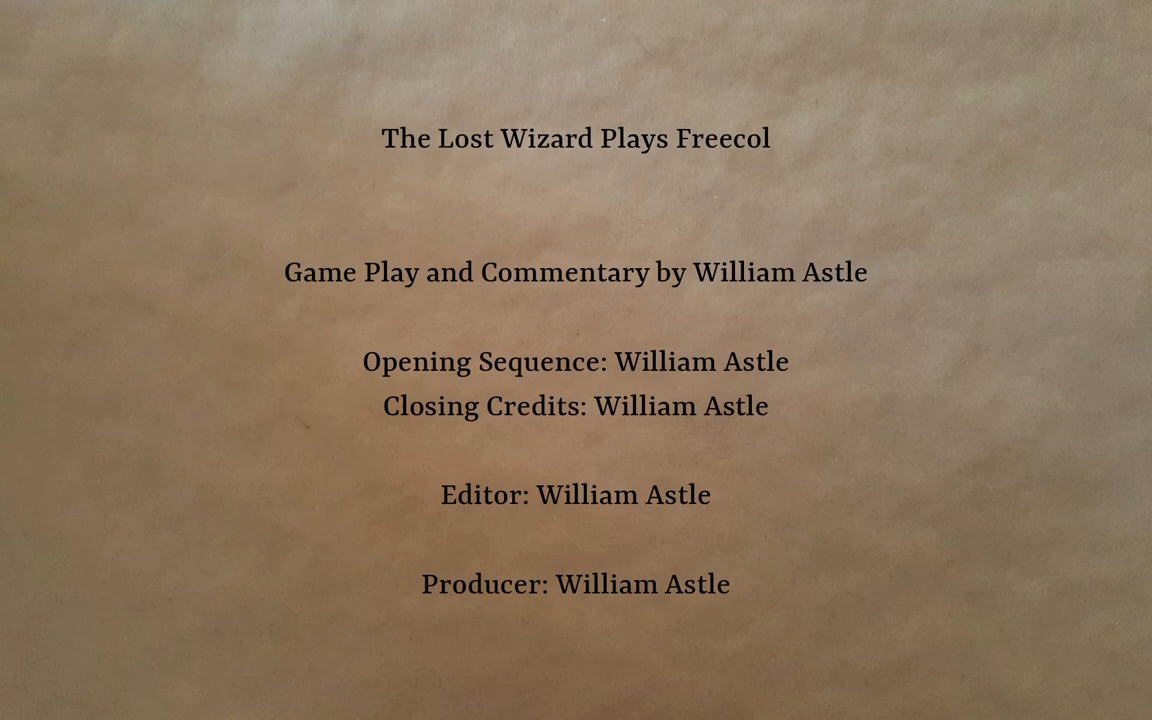 The Lost Wizard Plays Freecol
Game Play and Commentary by William Astle
Opening Sequence: William Astle
Closing Credits: William Astle
Editor: William Astle
Producer: William Astle